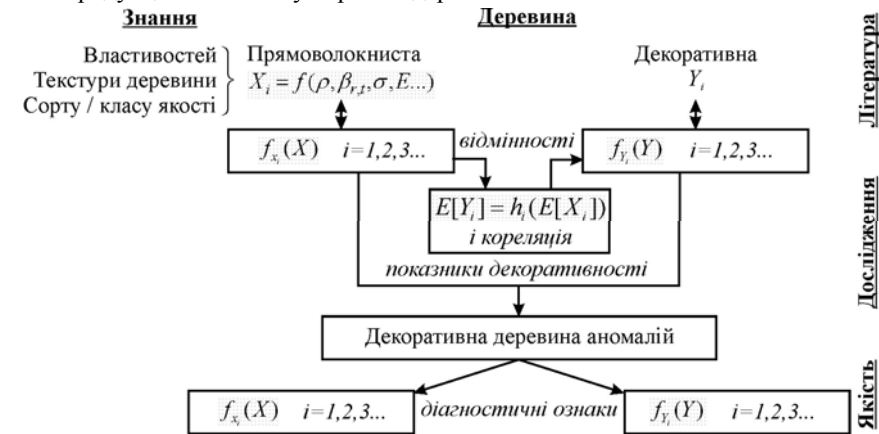 Знання
Деревина
Література
Властивостей
Текстури деревини
Сорту / класу якості
Прямоволокниста
X_i = f(ρ, β_{r,t}, σ, E...)
Декоративна
Y_i
f_{x_i}(X) i=1,2,3...
відмінності
f_{Y_i}(Y) i=1,2,3...
E[Y_i] = h_i(E[X_i])
і кореляція
Дослідження
показники декоративності
Декоративна деревина аномалій
Якість
f_{x_i}(X) i=1,2,3...
діагностичні ознаки
f_{Y_i}(Y) i=1,2,3...